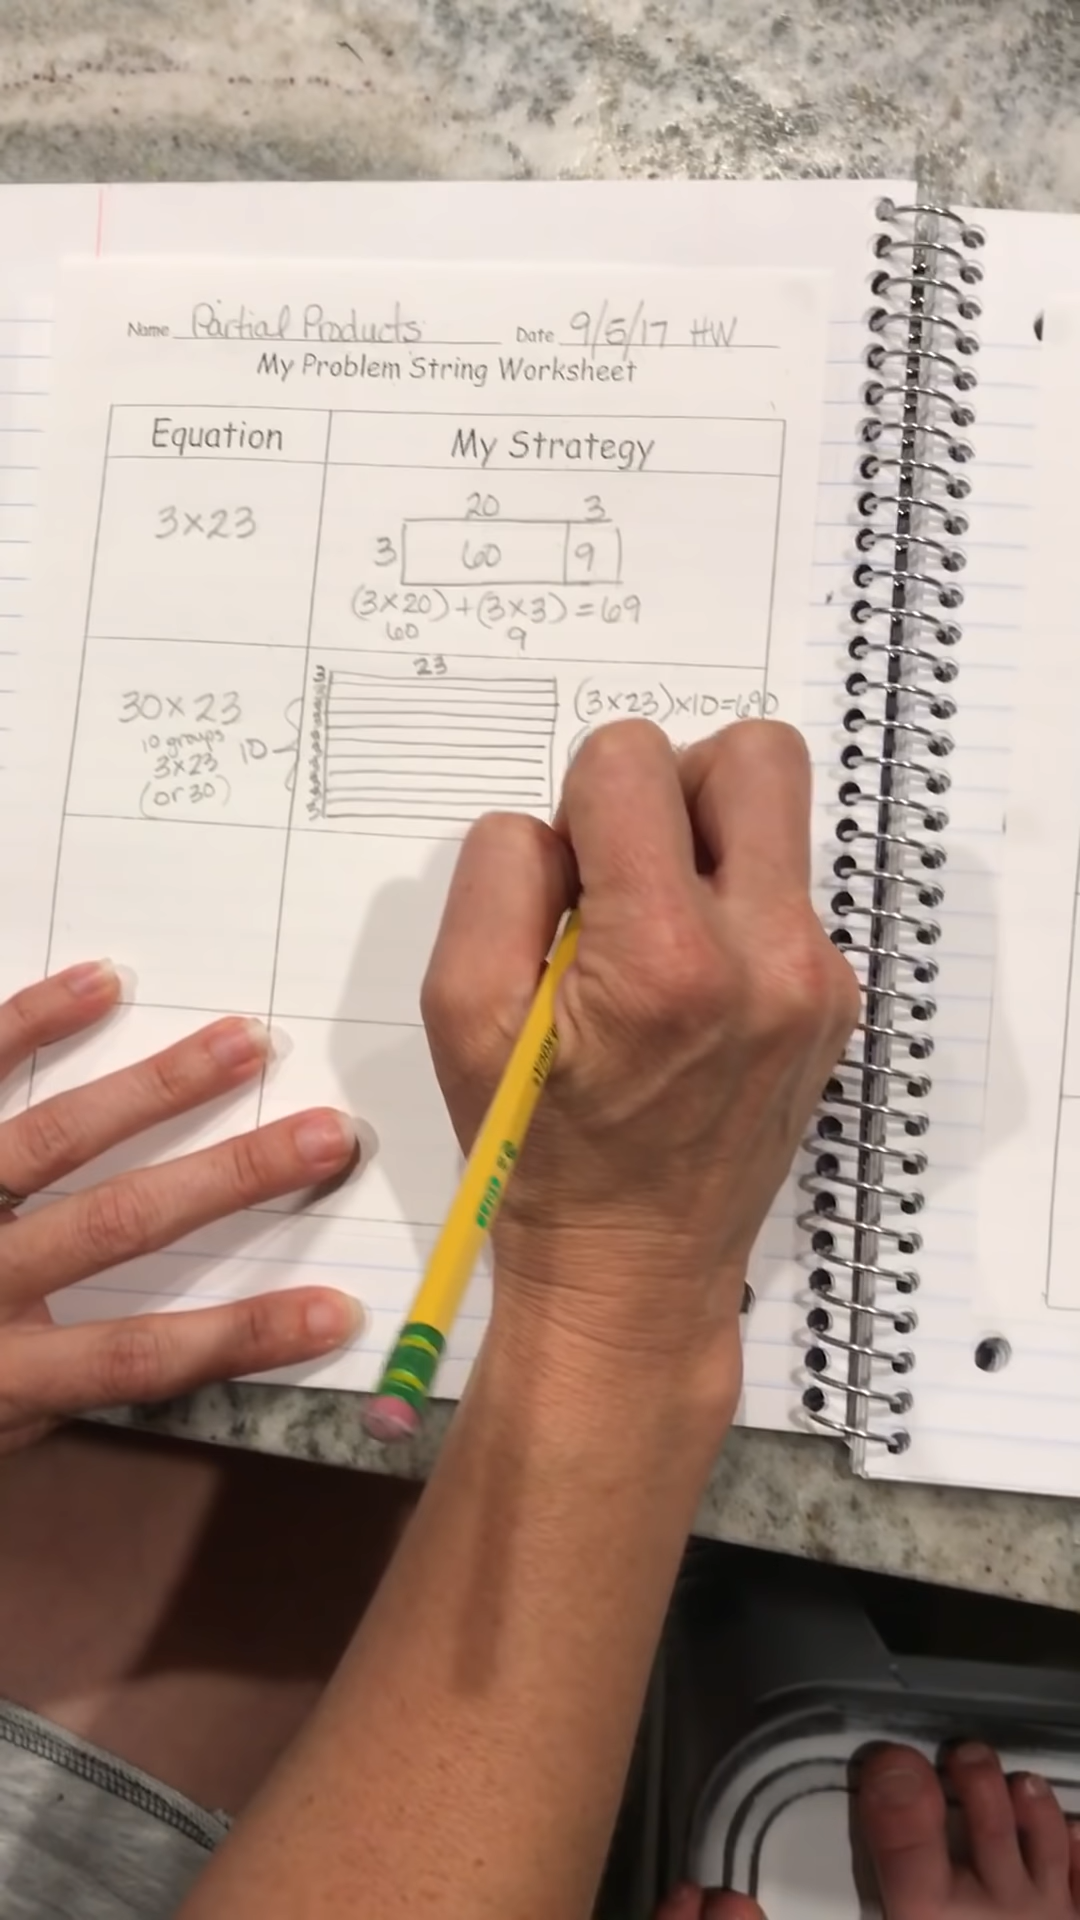 Name Partial Products Date 9/5/17 HW
My Problem String Worksheet
Equation My Strategy
3×23
20 3
3 60 9
(3×20)+(3×3)=69
60 9
30×23
10 groups
3×23
(or 30)
10
23
(3×23)×10=690